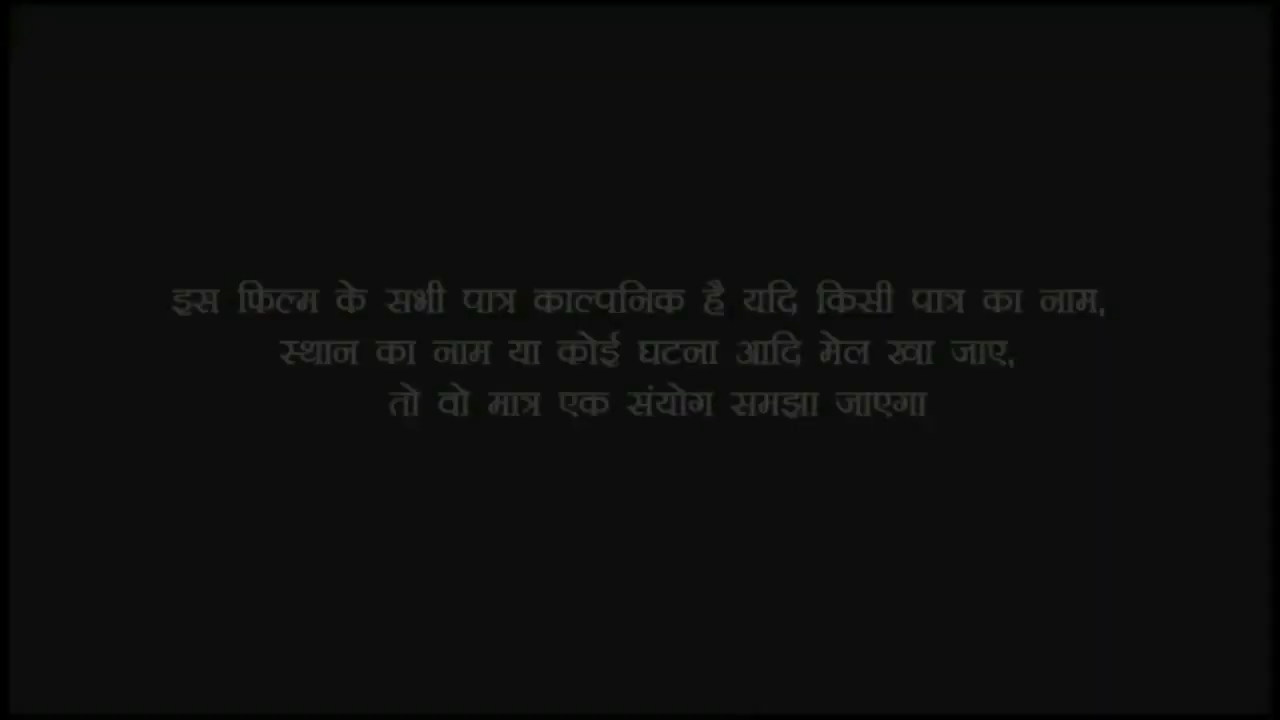 इस फिल्म के सभी पात्र काल्पनिक है यदि किसी पात्र का नाम,
स्थान का नाम या कोई घटना आदि मेल खा जाए,
तो वो मात्र एक संयोग समझा जाएगा